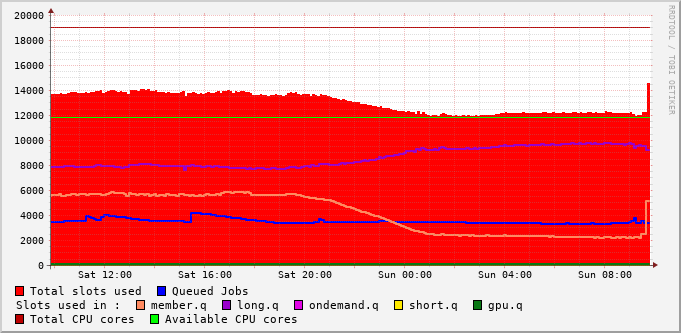 RRDTOOL / TOBI OETIKER
20000
18000
16000
14000
12000
10000
8000
6000
4000
2000
0
Sat 12:00 Sat 16:00 Sat 20:00 Sun 00:00 Sun 04:00 Sun 08:00
Total slots used Queued Jobs
Slots used in : member.q long.q ondemand.q short.q gpu.q
Total CPU cores Available CPU cores